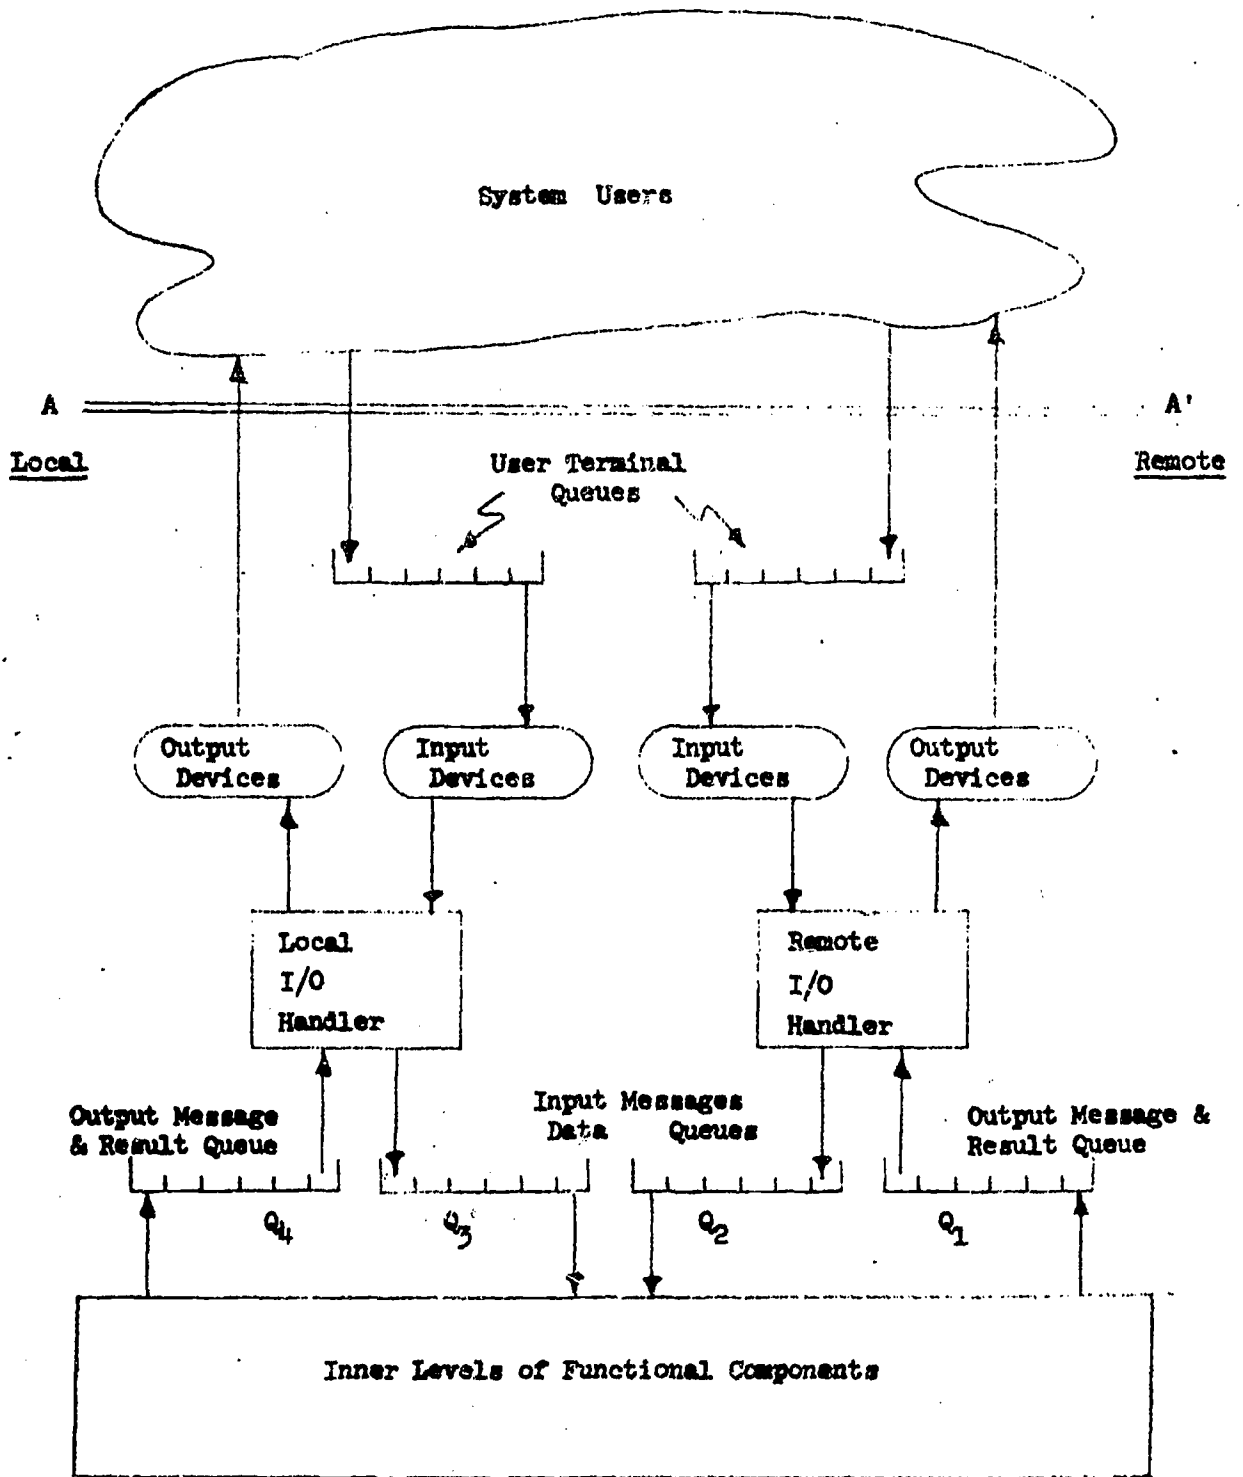 System Users
A
A'
Local
Remote
User Terminal
Queues
Output
Devices
Input
Devices
Input
Devices
Output
Devices
Local
I/O
Handler
Remote
I/O
Handler
Output Message
& Result Queue
Input Messages
Data Queues
Output Message &
Result Queue
Q4
Q3
Q2
Q1
Inner Levels of Functional Components